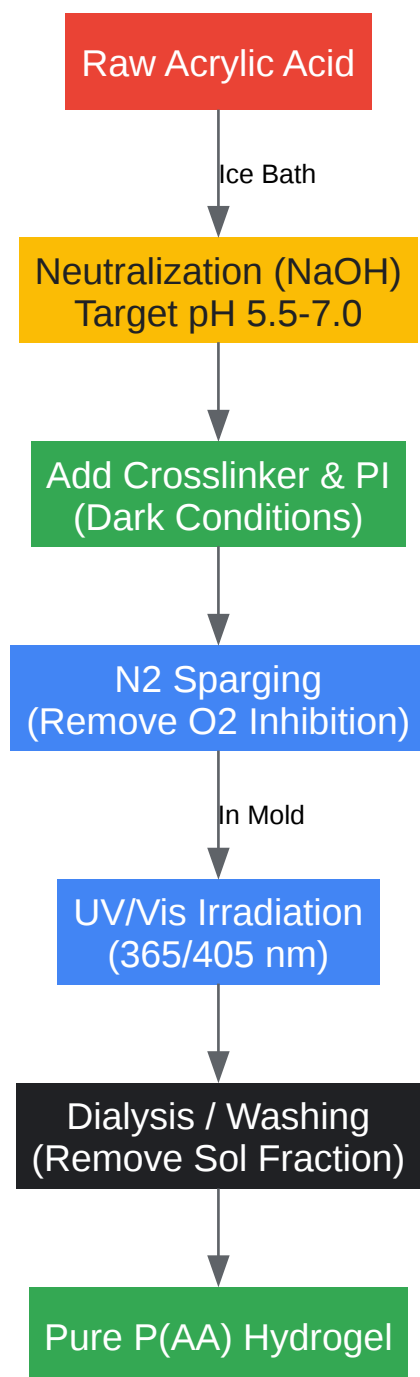 Raw Acrylic Acid
Ice Bath
Neutralization (NaOH)
Target pH 5.5-7.0
Add Crosslinker & PI
(Dark Conditions)
N2 Sparging
(Remove O2 Inhibition)
In Mold
UV/Vis Irradiation
(365/405 nm)
Dialysis / Washing
(Remove Sol Fraction)
Pure P(AA) Hydrogel